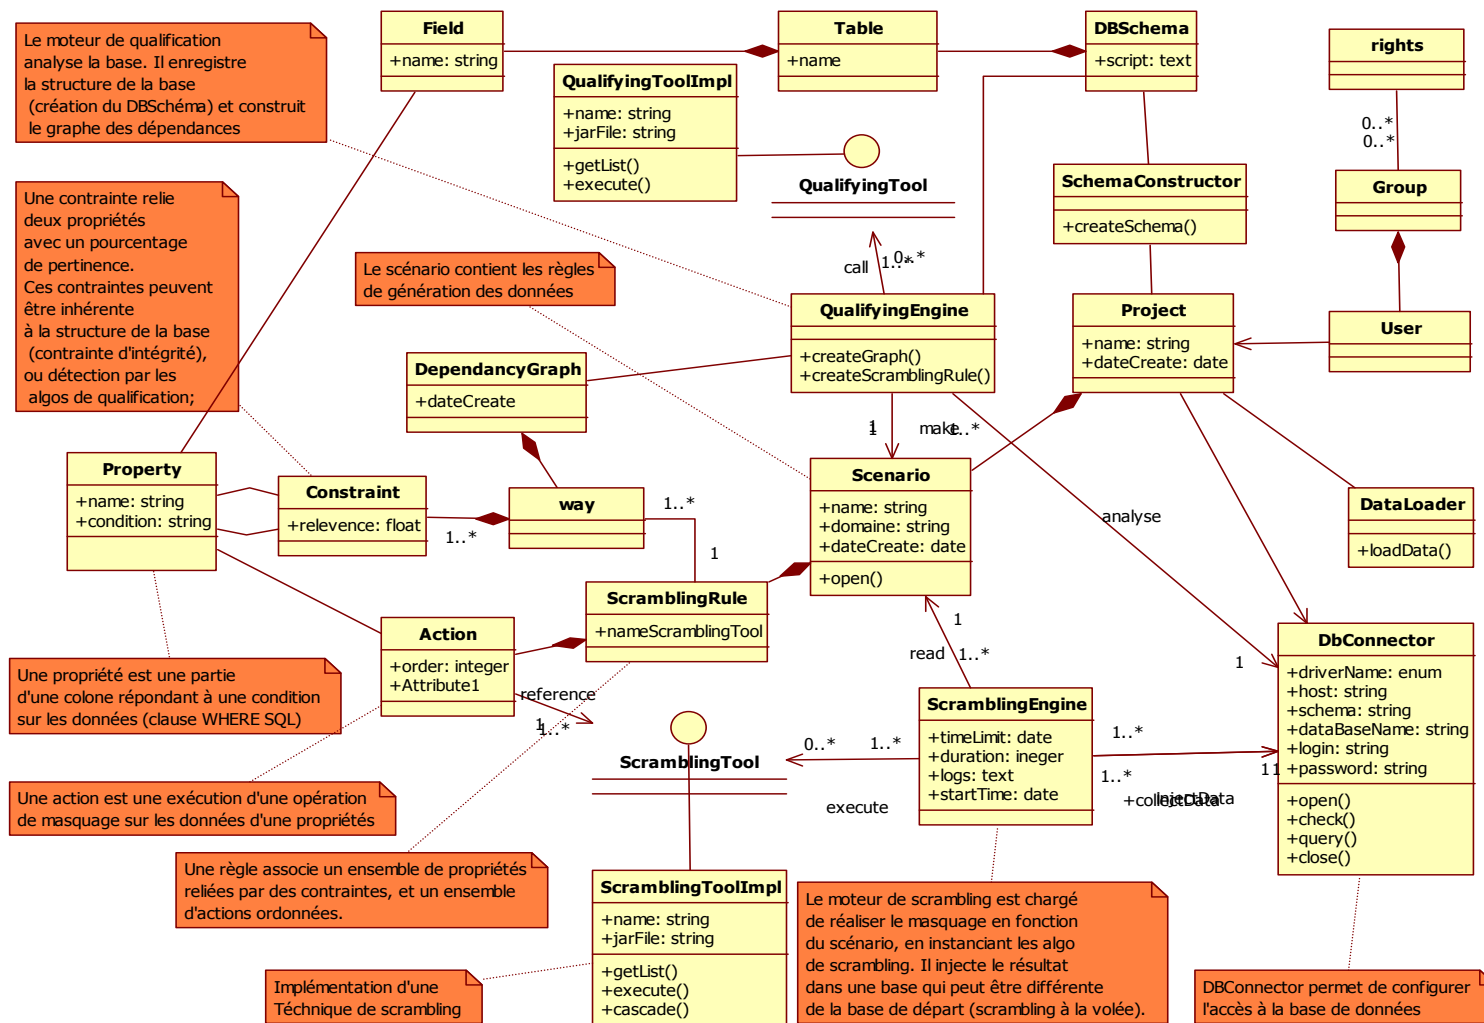 Le moteur de qualification
analyse la base. Il enregistre
la structure de la base
(création du DBSchéma) et construit
le graphe des dépendances
Field
+name: string
Table
+name
DBSchema
+script: text
rights
QualifyingToolImpl
+name: string
+jarFile: string
+getList()
+execute()
QualifyingTool
0..*
0..*
Group
SchemaConstructor
+createSchema()
Une contrainte relie
deux propriétés
avec un pourcentage
de pertinence.
Ces contraintes peuvent
être inhérente
à la structure de la base
(contrainte d'intégrité),
ou détection par les
algos de qualification;
Le scénario contient les règles
de génération des données
call
1..*
0..*
QualifyingEngine
+createGraph()
+createScramblingRule()
Project
+name: string
+dateCreate: date
User
DependancyGraph
+dateCreate
1
1
make
1..*
Property
+name: string
+condition: string
Constraint
+relevence: float
1..*
way
1..*
1
Scenario
+name: string
+domaine: string
+dateCreate: date
+open()
analyse
DataLoader
+loadData()
ScramblingRule
+nameScramblingTool
Action
+order: integer
+Attribute1
1
read
1..*
1
DbConnector
+driverName: enum
+host: string
+schema: string
+dataBaseName: string
+login: string
+password: string
+open()
+check()
+query()
+close()
Une propriété est une partie
d'une colone répondant à une condition
sur les données (clause WHERE SQL)
reference
1
1..*
ScramblingTool
0..*
1..*
execute
ScramblingEngine
+timeLimit: date
+duration: ineger
+logs: text
+startTime: date
1..*
1..*
1
1
+collectData
InjectData
Une action est une exécution d'une opération
de masquage sur les données d'une propriétés
Une règle associe un ensemble de propriétés
reliées par des contraintes, et un ensemble
d'actions ordonnées.
ScramblingToolImpl
+name: string
+jarFile: string
+getList()
+execute()
+cascade()
Le moteur de scrambling est chargé
de réaliser le masquage en fonction
du scénario, en instanciant les algo
de scrambling. Il injecte le résultat
dans une base qui peut être différente
de la base de départ (scrambling à la volée).
Implémentation d'une
Téchnique de scrambling
DBConnector permet de configurer
l'accès à la base de données